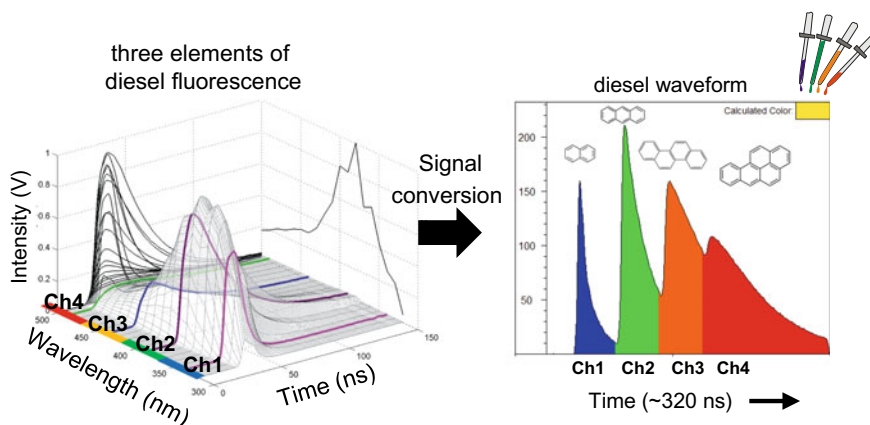 three elements of
diesel fluorescence
Intensity (V)
1
0.8
0.6
0.4
0.2
0
500
450
400
350
300
Ch4
Ch3
Ch2
Ch1
Wavelength (nm)
0
50
100
150
Time (ns)
Signal
conversion
diesel waveform
Calculated Color:
200
150
100
50
Ch1 Ch2 Ch3 Ch4
Time (~320 ns)